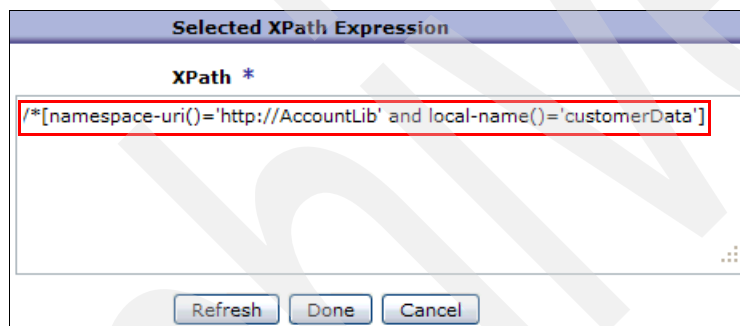 Selected XPath Expression
XPath *
/*[namespace-uri()='http://AccountLib' and local-name()='customerData']
Refresh Done Cancel